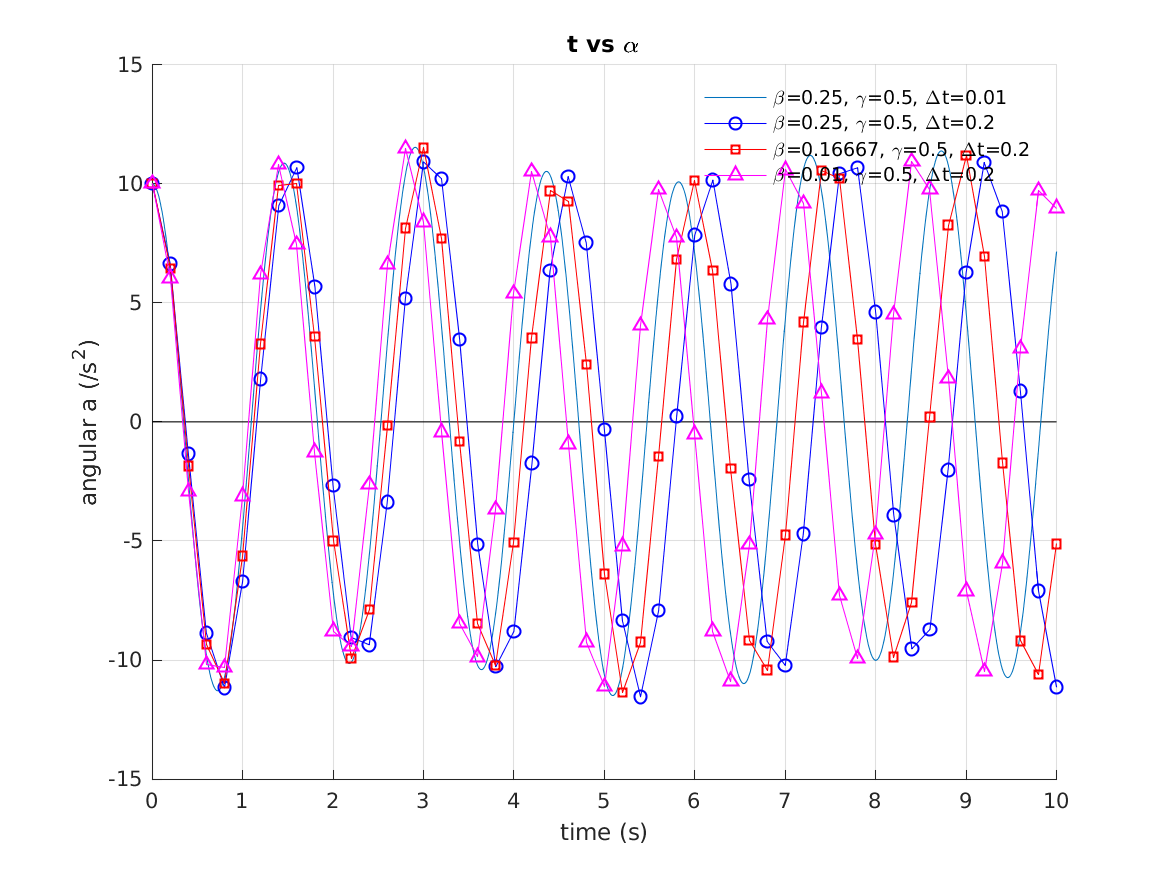 t vs α
15
10
5
0
-5
-10
-15
angular a (/s²)
β=0.25, γ=0.5, Δt=0.01
β=0.25, γ=0.5, Δt=0.2
β=0.16667, γ=0.5, Δt=0.2
β=0.01, γ=0.5, Δt=0.2
0 1 2 3 4 5 6 7 8 9 10
time (s)